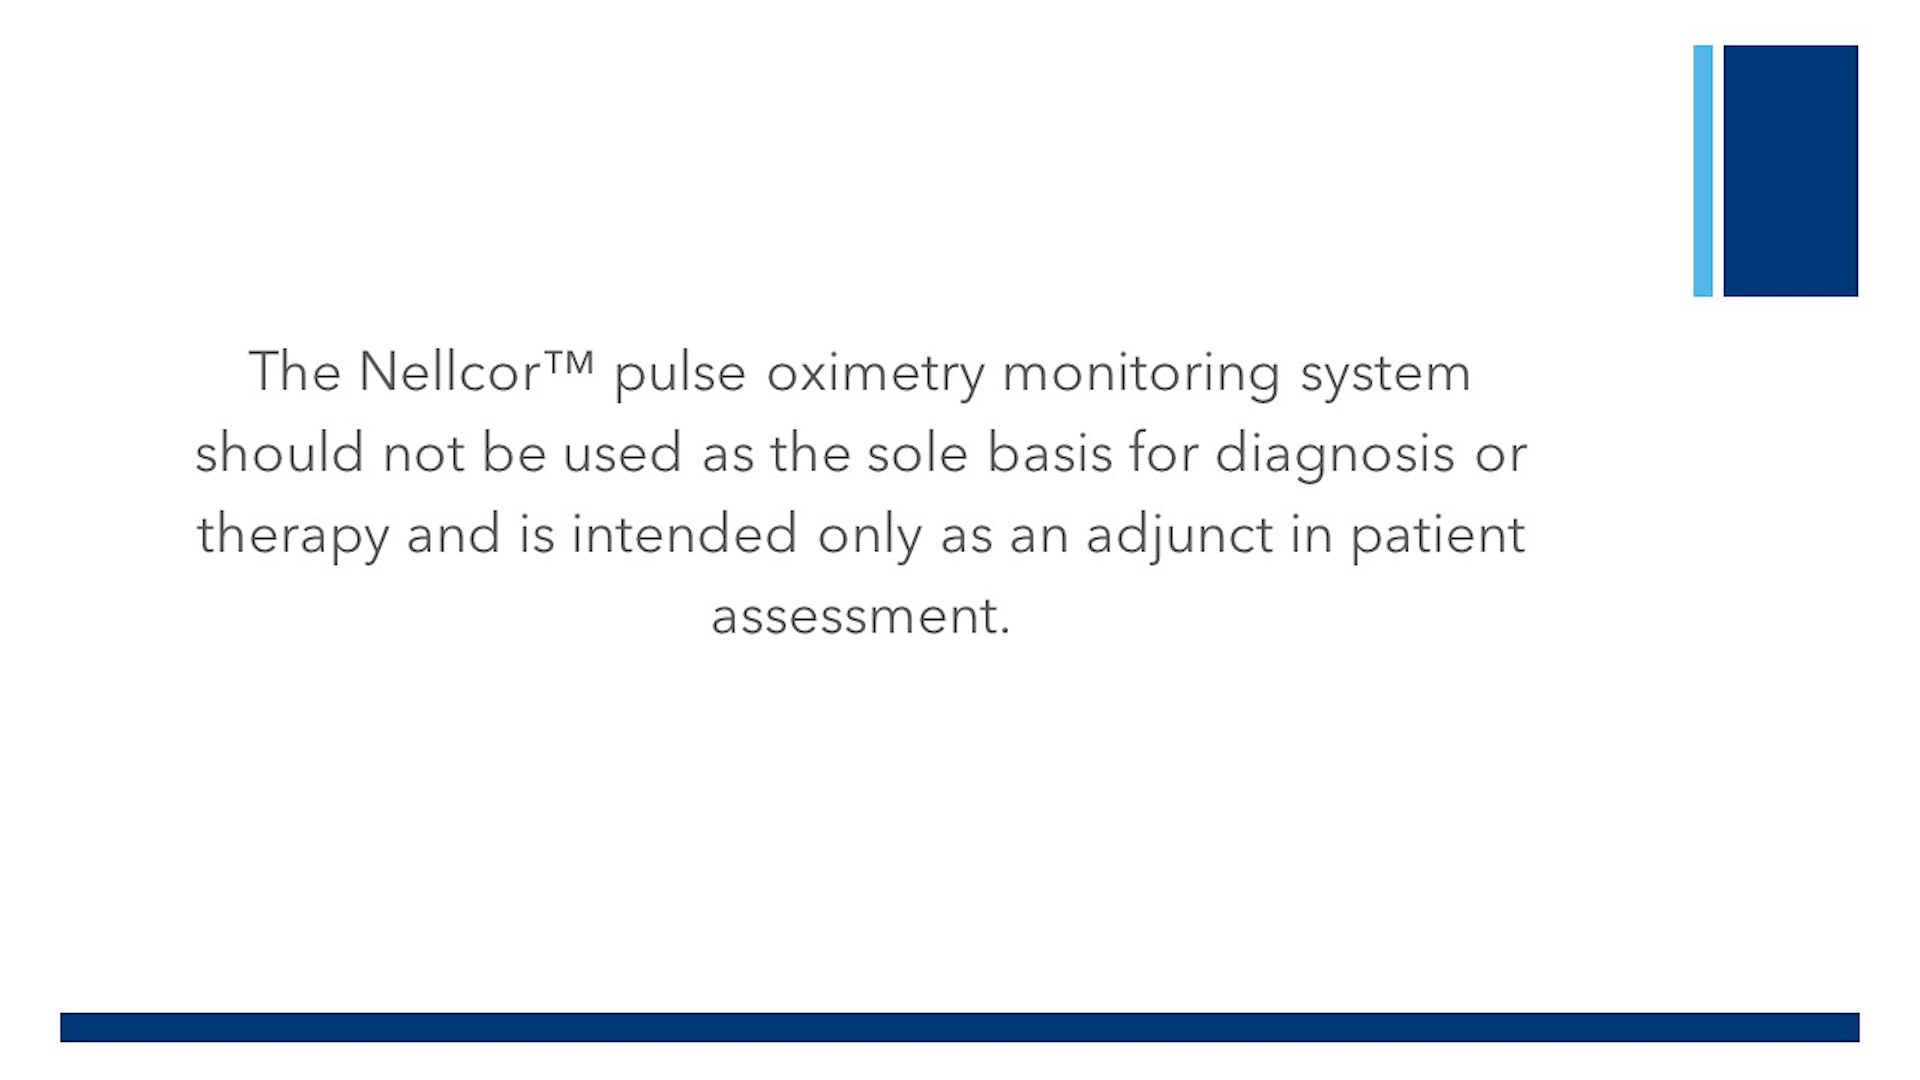 The Nellcor™ pulse oximetry monitoring system
should not be used as the sole basis for diagnosis or
therapy and is intended only as an adjunct in patient
assessment.